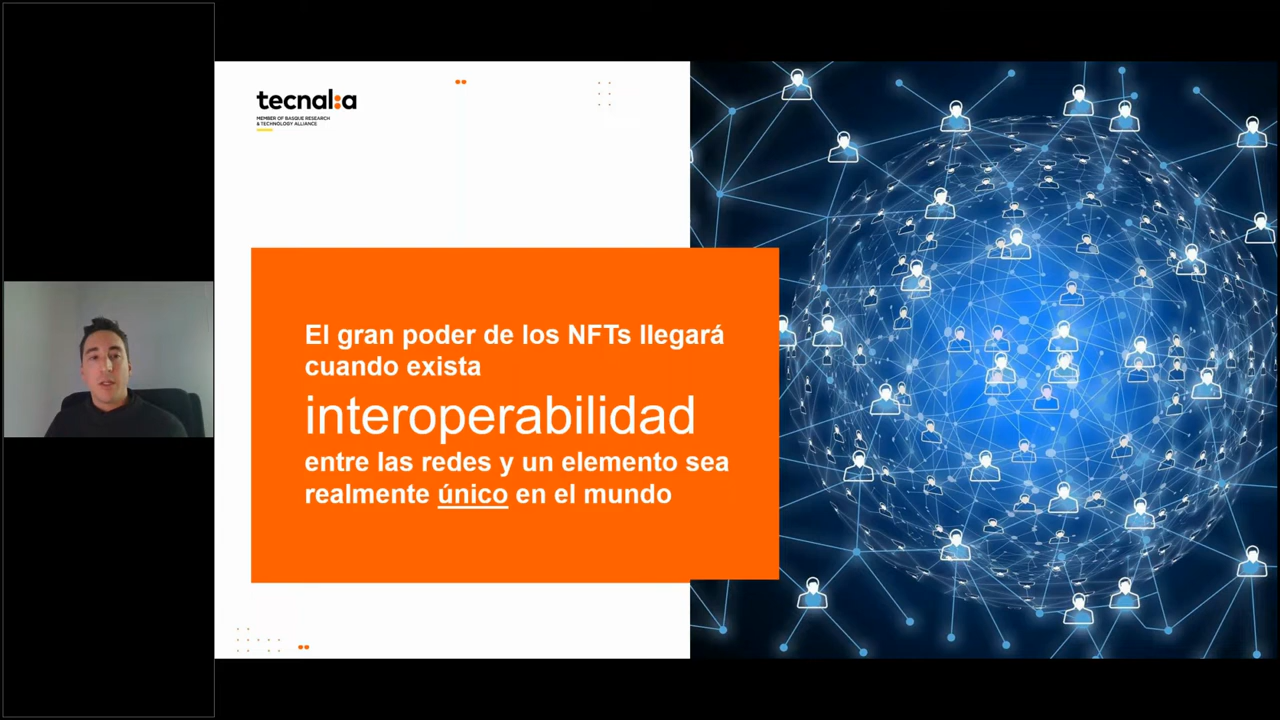 tecnal:a
MEMBER OF BASQUE RESEARCH
& TECHNOLOGY ALLIANCE
El gran poder de los NFTs llegará
cuando exista
interoperabilidad
entre las redes y un elemento sea
realmente único en el mundo